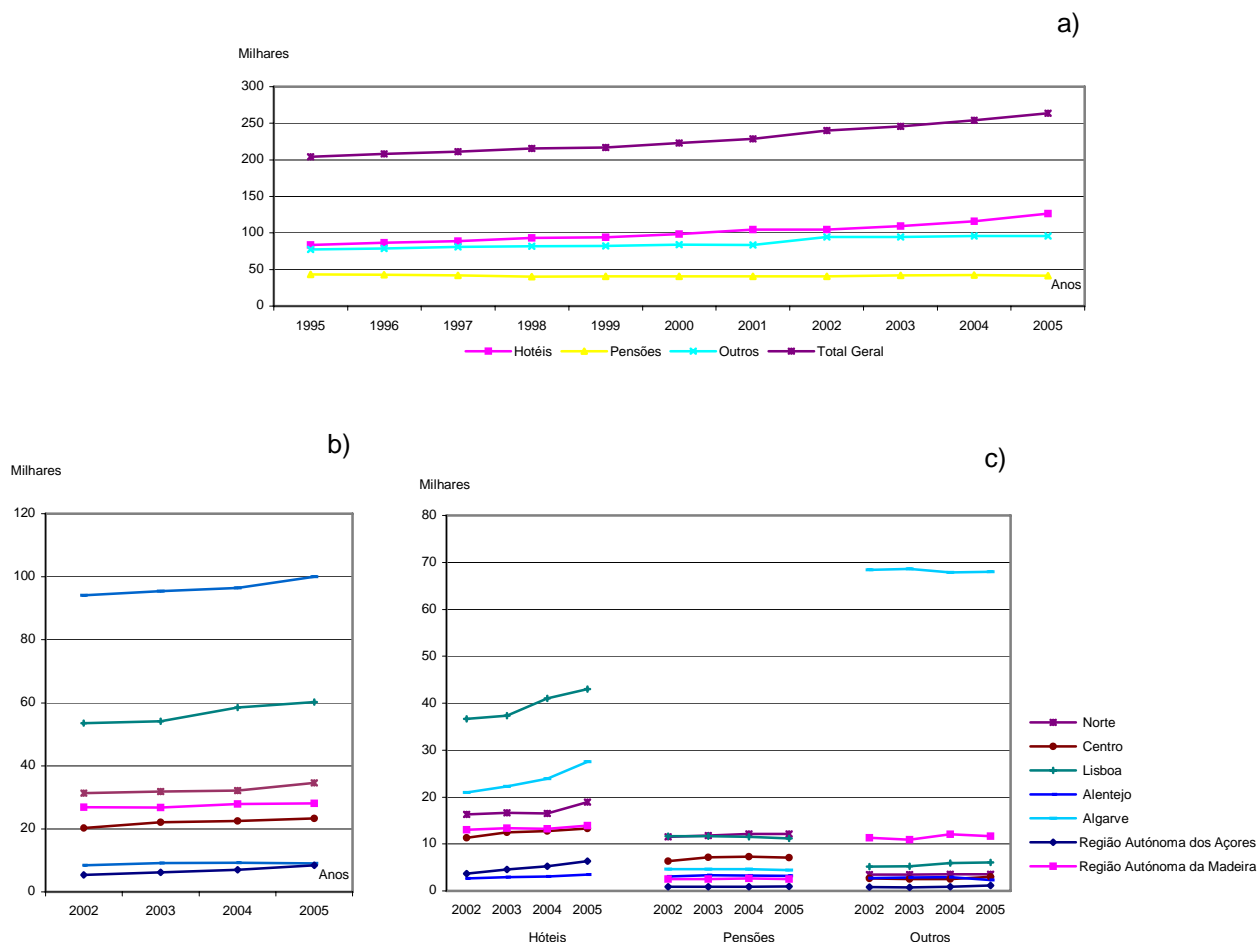 a)
Milhares
300
250
200
150
100
50
0
Anos
1995 1996 1997 1998 1999 2000 2001 2002 2003 2004 2005
Hotéis Pensões Outros Total Geral
b)
Milhares
120
100
80
60
40
20
0
Anos
2002 2003 2004 2005
c)
Milhares
80
70
60
50
40
30
20
10
0
2002 2003 2004 2005 2002 2003 2004 2005 2002 2003 2004 2005
Hóteis Pensões Outros
Norte
Centro
Lisboa
Alentejo
Algarve
Região Autónoma dos Açores
Região Autónoma da Madeira